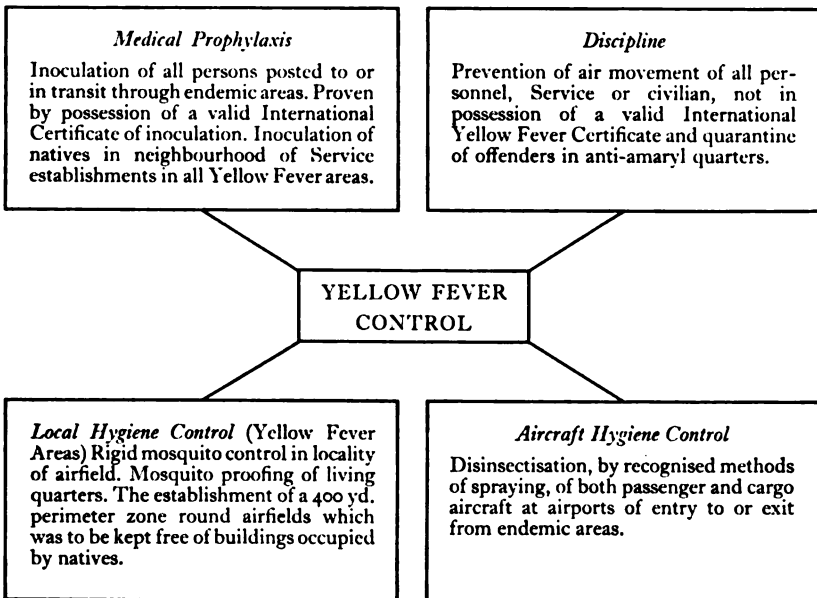 Medical Prophylaxis
Inoculation of all persons posted to or
in transit through endemic areas. Proven
by possession of a valid International
Certificate of inoculation. Inoculation of
natives in neighbourhood of Service
establishments in all Yellow Fever areas.
Discipline
Prevention of air movement of all per-
sonnel, Service or civilian, not in
possession of a valid International
Yellow Fever Certificate and quarantine
of offenders in anti-amaryl quarters.
YELLOW FEVER
CONTROL
Local Hygiene Control (Yellow Fever
Areas) Rigid mosquito control in locality
of airfield. Mosquito proofing of living
quarters. The establishment of a 400 yd.
perimeter zone round airfields which
was to be kept free of buildings occupied
by natives.
Aircraft Hygiene Control
Disinsectisation, by recognised methods
of spraying, of both passenger and cargo
aircraft at airports of entry to or exit
from endemic areas.